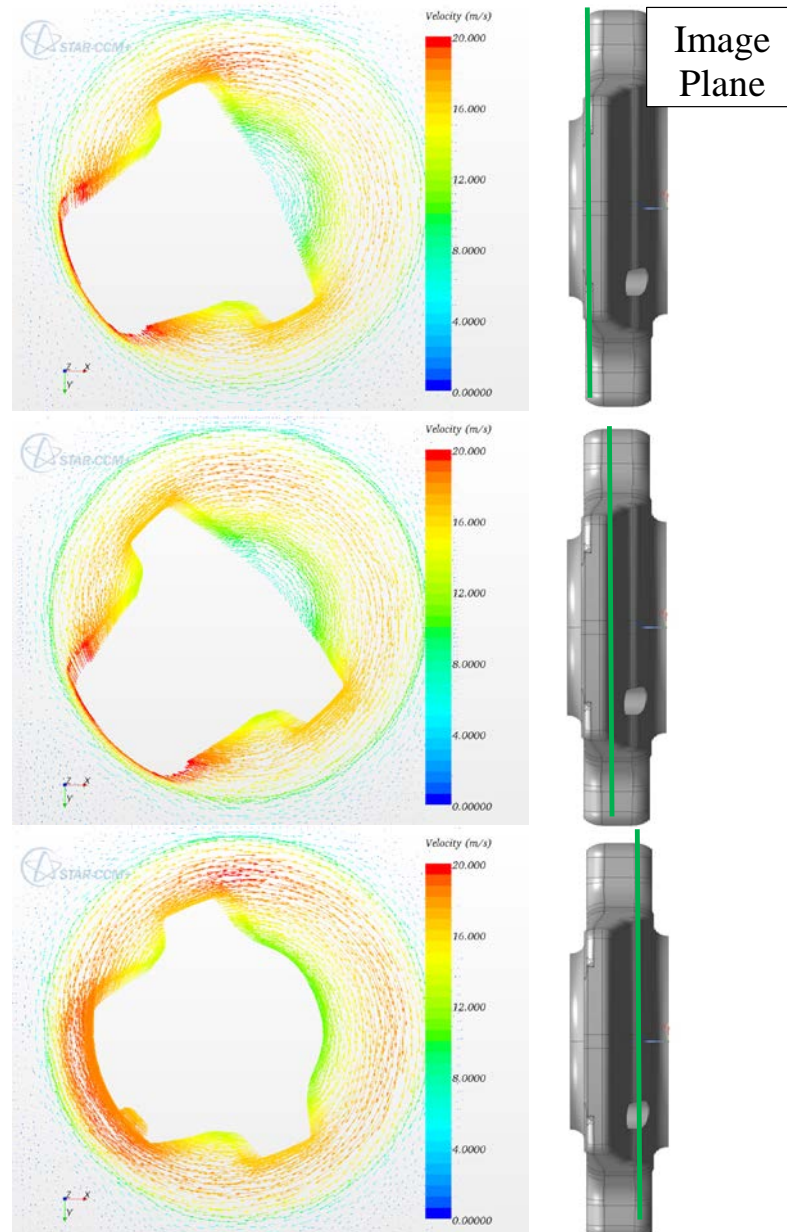 Velocity (m/s)
20.000
STAR-CCM+
16.000
12.000
8.0000
4.0000
0.00000
Z X
Y
Image
Plane
Velocity (m/s)
20.000
STAR-CCM+
16.000
12.000
8.0000
4.0000
0.00000
Z X
Y
Velocity (m/s)
20.000
STAR-CCM+
16.000
12.000
8.0000
4.0000
0.00000
Z X
Y